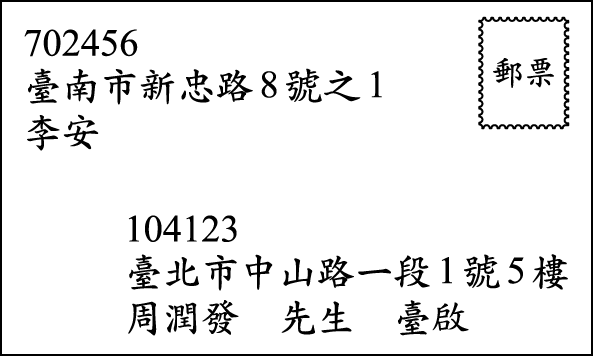 702456
郵票
臺南市新忠路8號之1
李安
104123
臺北市中山路一段1號5樓
周潤發　先生　臺啟